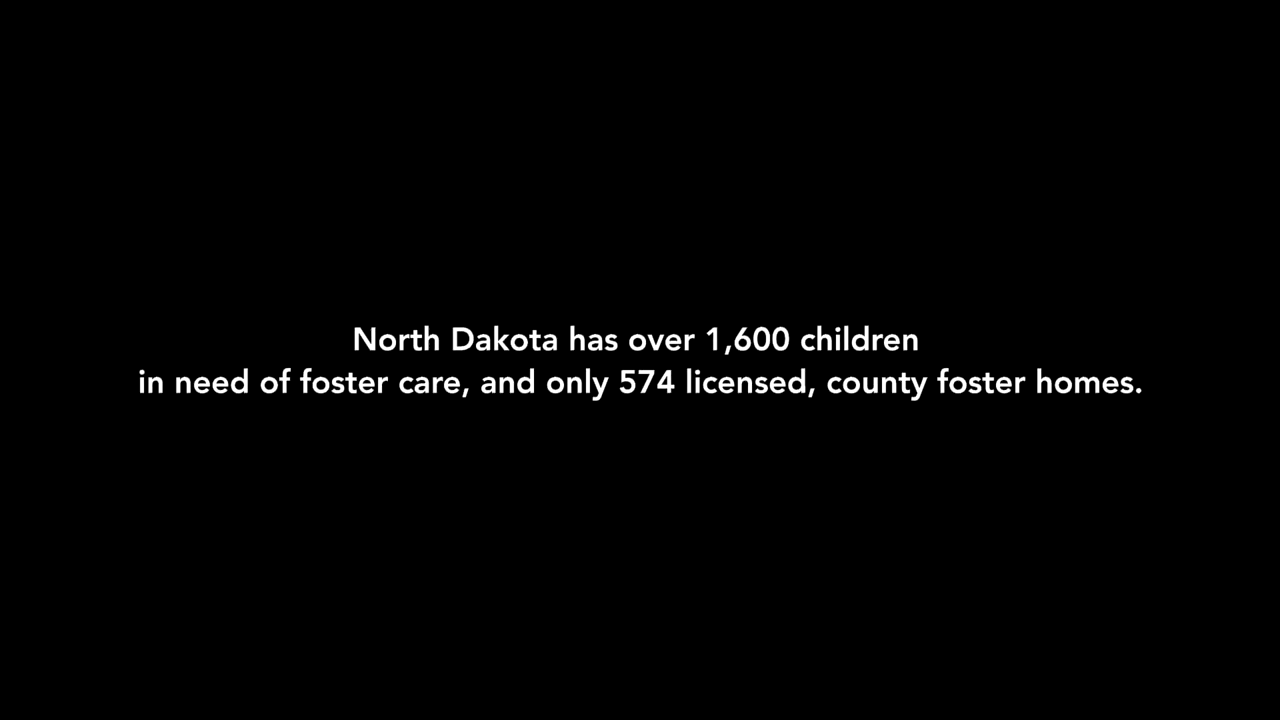 North Dakota has over 1,600 children
in need of foster care, and only 574 licensed, county foster homes.